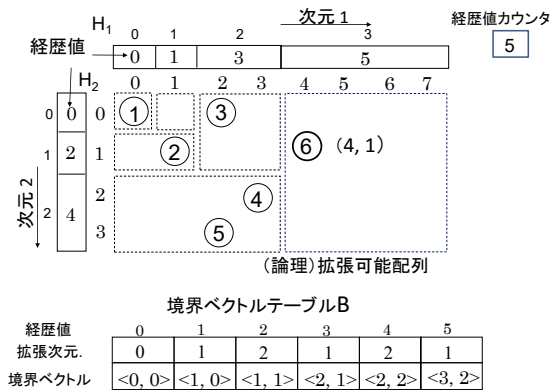 H1 0 1 2 次元 1 3 経歴値カウンタ
経歴値 0 1 3 5 5
H2 0 1 2 3 4 5 6 7
0 0 0 ① ③
1 2 1 ② ⑥ (4, 1)
次元 2
2 4 2 ④
3 ⑤
(論理)拡張可能配列
境界ベクトルテーブルB
経歴値 0 1 2 3 4 5
拡張次元. 0 1 2 1 2 1
境界ベクトル <0, 0> <1, 0> <1, 1> <2, 1> <2, 2> <3, 2>